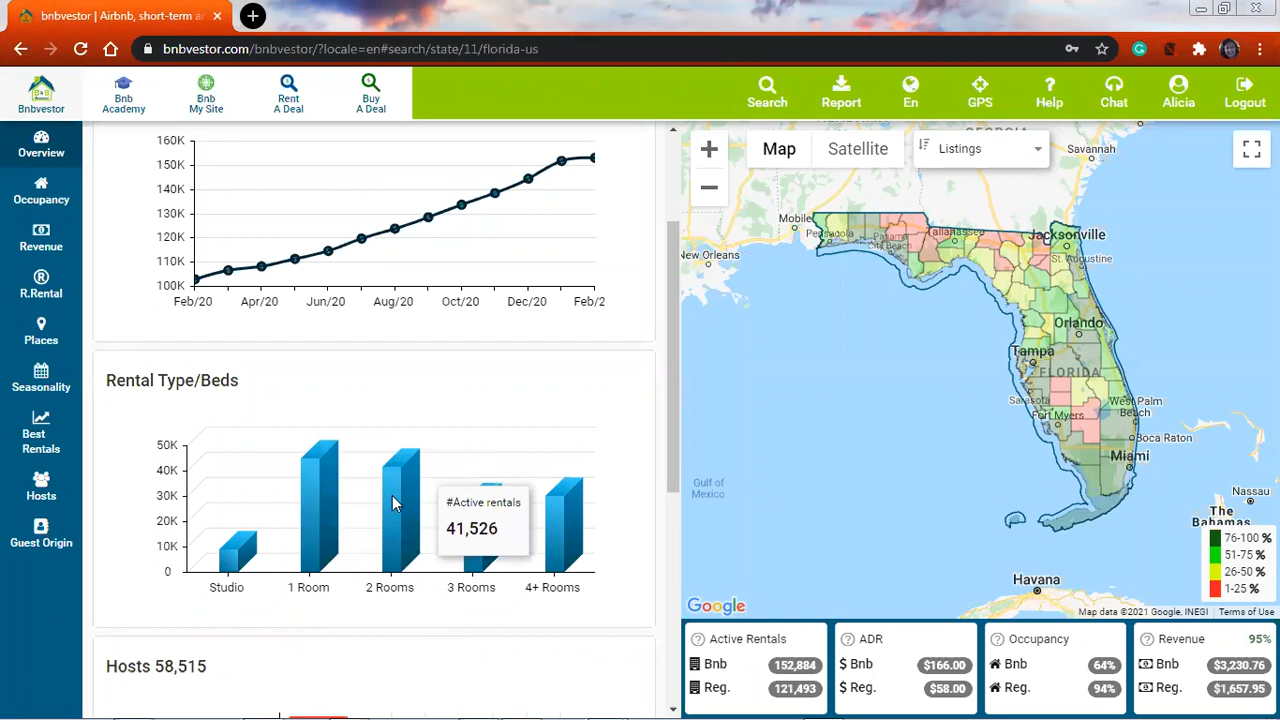 bnbvestor | Airbnb, short-term a
bnbvestor.com/bnbvestor/?locale=en#search/state/11/florida-us
Bnbvestor
Bnb
Academy
Bnb
My Site
Rent
A Deal
Buy
A Deal
Search
Report
En
GPS
Help
Chat
Alicia
Logout
Overview
Occupancy
Revenue
R.Rental
Places
Seasonality
Best
Rentals
Hosts
Guest Origin
160K
150K
140K
130K
120K
110K
100K
Feb/20 Apr/20 Jun/20 Aug/20 Oct/20 Dec/20 Feb/2
Rental Type/Beds
50K
40K
30K
20K
10K
0
Studio 1 Room 2 Rooms 3 Rooms 4+ Rooms
#Active rentals
41,526
Hosts 58,515
Map Satellite
Listings
GEORGIA
Savannah
Mobile
Pensacola
Panama
City Beach
Tallahassee
Jacksonville
St. Augustine
New Orleans
Orlando
Tampa
FLORIDA
Sarasota
Fort Myers
West Palm
Beach
Boca Raton
Miami
Gulf of
Mexico
Nassau
The
Bahamas
Havana
76-100 %
51-75 %
26-50 %
1-25 %
Google
Map data ©2021 Google, INEGI Terms of Use
Active Rentals
Bnb 152,884
Reg. 121,493
ADR
$ Bnb $166.00
$ Reg. $58.00
Occupancy
Bnb 64%
Reg. 94%
Revenue 95%
Bnb $3,230.76
Reg. $1,657.95